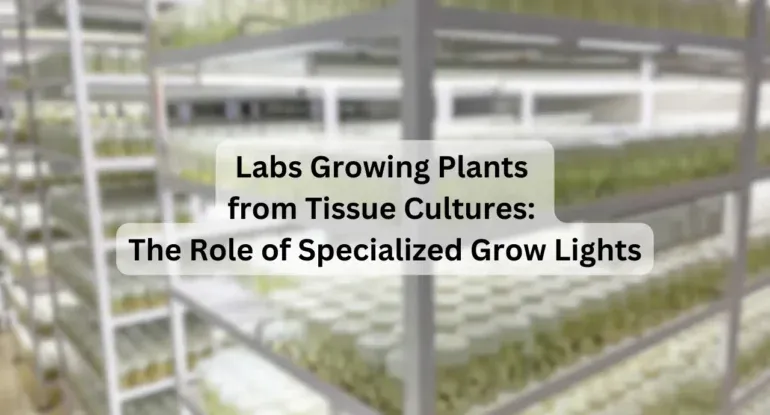 Labs Growing Plants
from Tissue Cultures:
The Role of Specialized Grow Lights